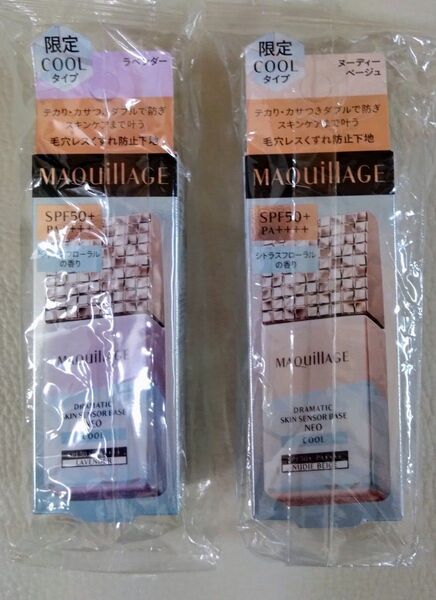 限定
COOL
タイプ
ラベンダー
テカリ・カサつきダブルで防ぎ
スキンケアまで叶う
毛穴レスくずれ防止下地
MAQuillAGE
SPF50+
PA++++
シトラスフローラル
の香り
MAQuillAGE
DRAMATIC
SKIN SENSOR BASE
NEO
COOL
LAVENDER
限定
COOL
タイプ
ヌーディー
ベージュ
テカリ・カサつきダブルで防ぎ
スキンケアまで叶う
毛穴レスくずれ防止下地
MAQuillAGE
SPF50+
PA++++
シトラスフローラル
の香り
MAQuillAGE
DRAMATIC
SKIN SENSOR BASE
NEO
COOL
SPF50+ PA++++
NUDIE BEIGE